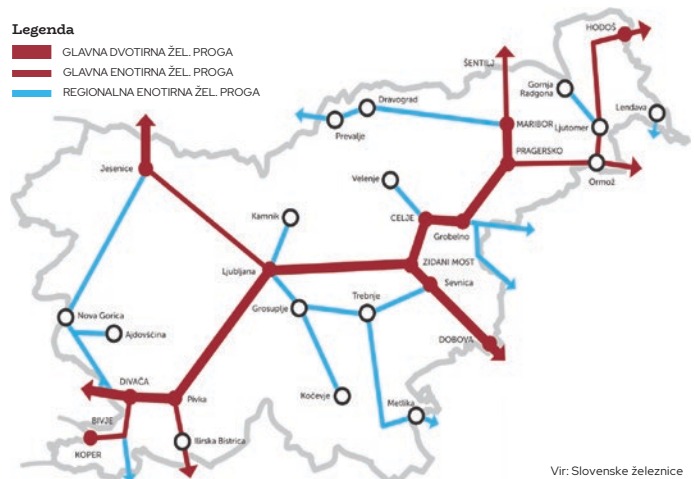 Legenda
GLAVNA DVOTIRNA ŽEL. PROGA
GLAVNA ENOTIRNA ŽEL. PROGA
REGIONALNA ENOTIRNA ŽEL. PROGA
HODOŠ
ŠENTILJ
Gornja
Radgona
Lendava
Dravograd
Prevalje
MARIBOR
Ljutomer
PRAGERSKO
Ormož
Jesenice
Velenje
Kamnik
CELJE
Grobelno
Ljubljana
ZIDANI MOST
Sevnica
Trebnje
Grosuplje
Nova Gorica
Ajdovščina
DOBOVA
DIVAČA
Pivka
Kočevje
Metlika
BIVJE
KOPER
Ilirska Bistrica
Vir: Slovenske železnice